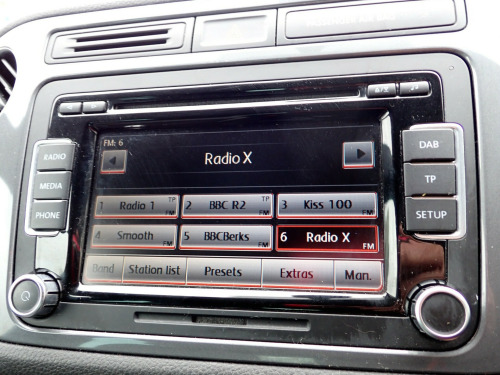 RADIO
MEDIA
PHONE
FM: 6
Radio X
1 Radio 1 TP FM
2 BBC R2 TP FM
3 Kiss 100 FM
4 Smooth FM
5 BBCBerks FM
6 Radio X FM
Band Station list Presets Extras Man.
DAB
TP
SETUP